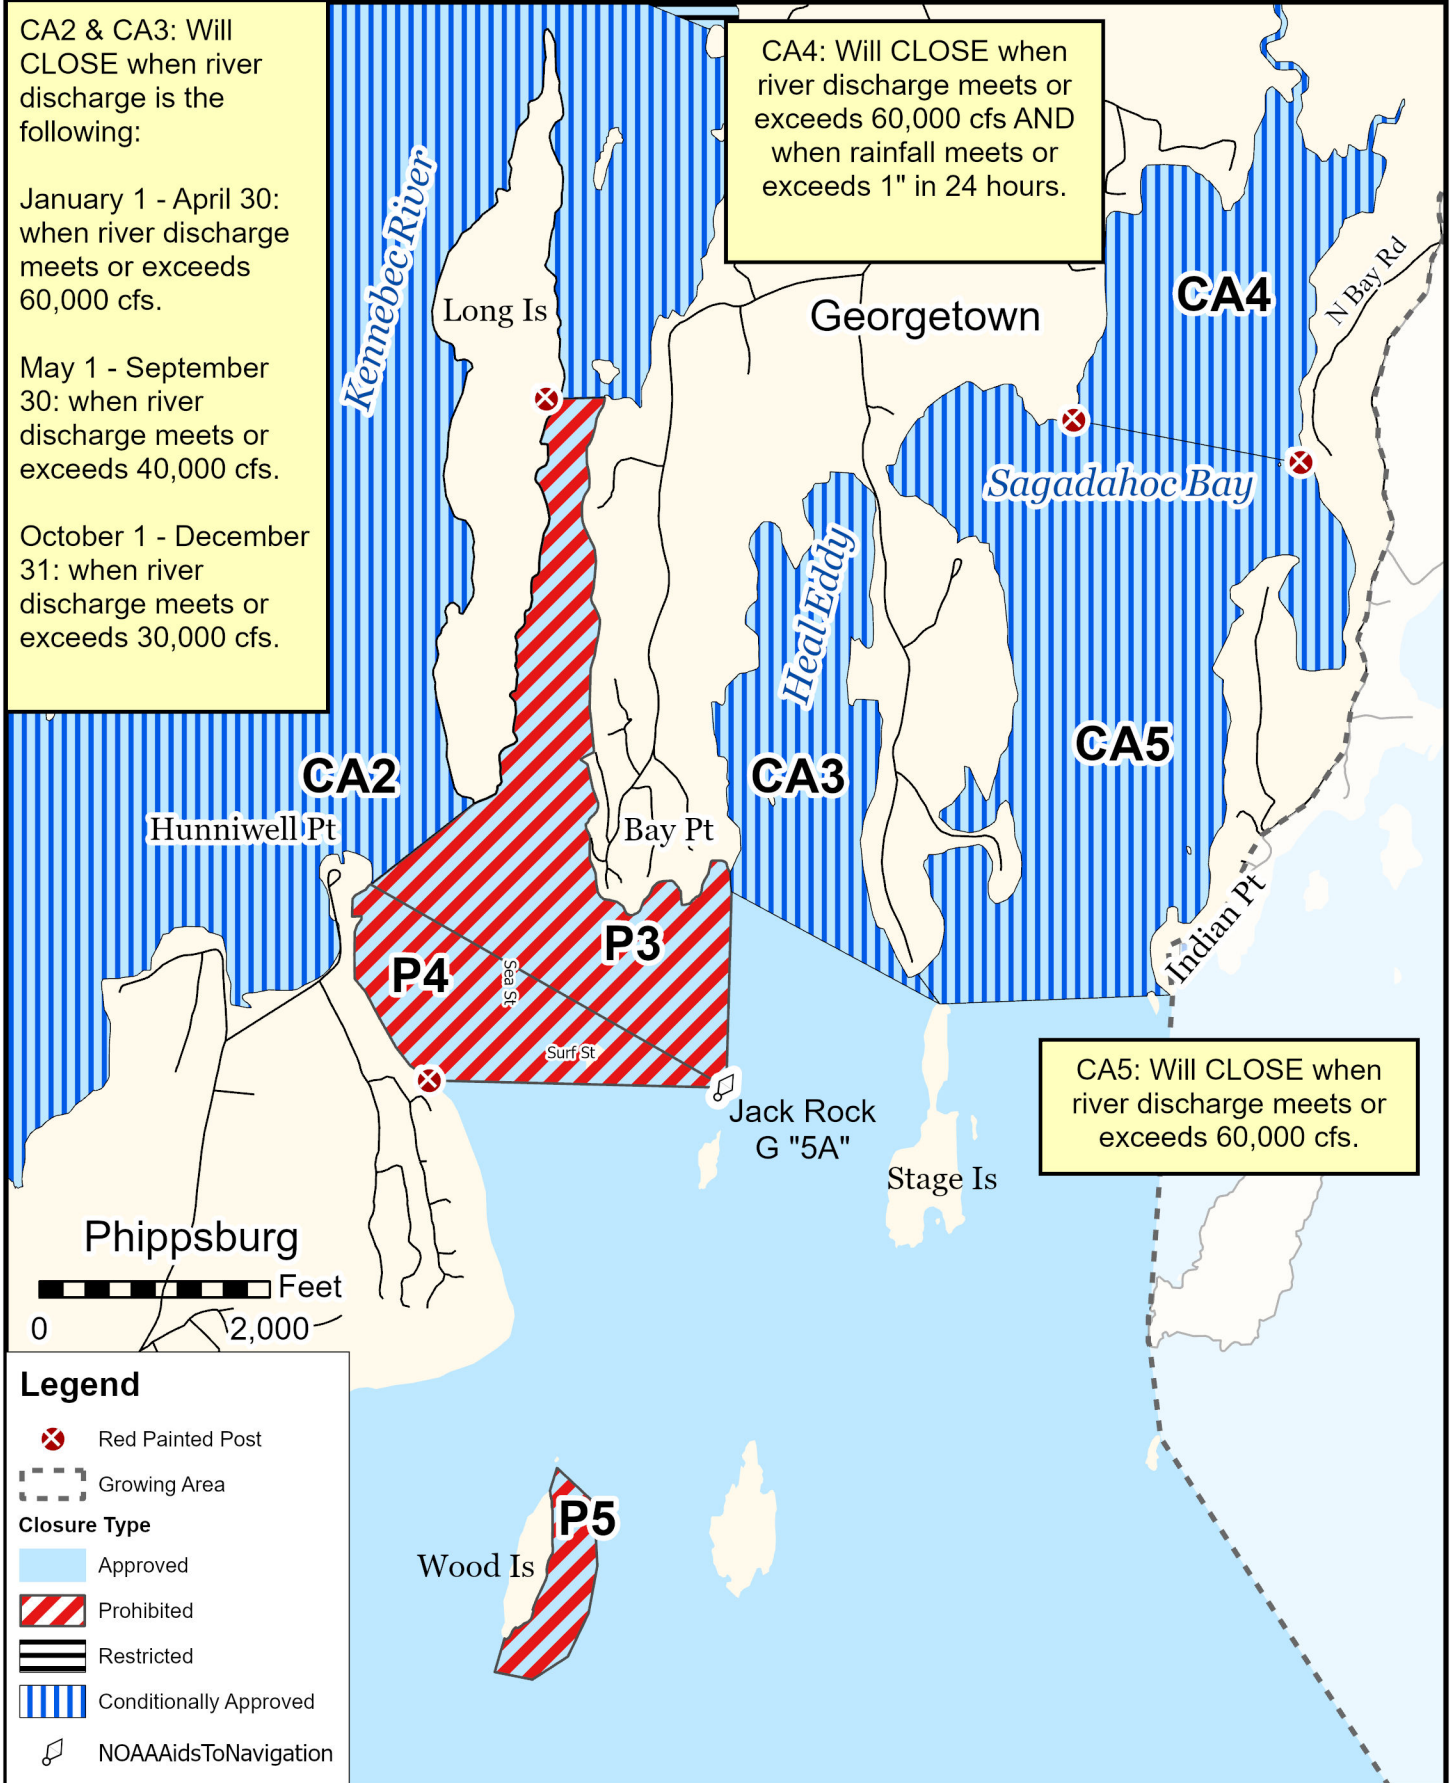 CA2 & CA3: Will
CLOSE when river
discharge is the
following:
January 1 - April 30:
when river discharge
meets or exceeds
60,000 cfs.
May 1 - September
30: when river
discharge meets or
exceeds 40,000 cfs.
October 1 - December
31: when river
discharge meets or
exceeds 30,000 cfs.
CA4: Will CLOSE when
river discharge meets or
exceeds 60,000 cfs AND
when rainfall meets or
exceeds 1" in 24 hours.
Kennebec River
Long Is
Georgetown
CA4
N Bay Rd
Sagadahoc Bay
Heal Eddy
CA2
CA3
CA5
Hunniwell Pt
Bay Pt
Indian Pt
P3
P4
Sea St
Surf St
Jack Rock
G "5A"
Stage Is
CA5: Will CLOSE when
river discharge meets or
exceeds 60,000 cfs.
Phippsburg
Feet
0
2,000
P5
Wood Is
Legend
Red Painted Post
Growing Area
Closure Type
Approved
Prohibited
Restricted
Conditionally Approved
NOAAAidsToNavigation